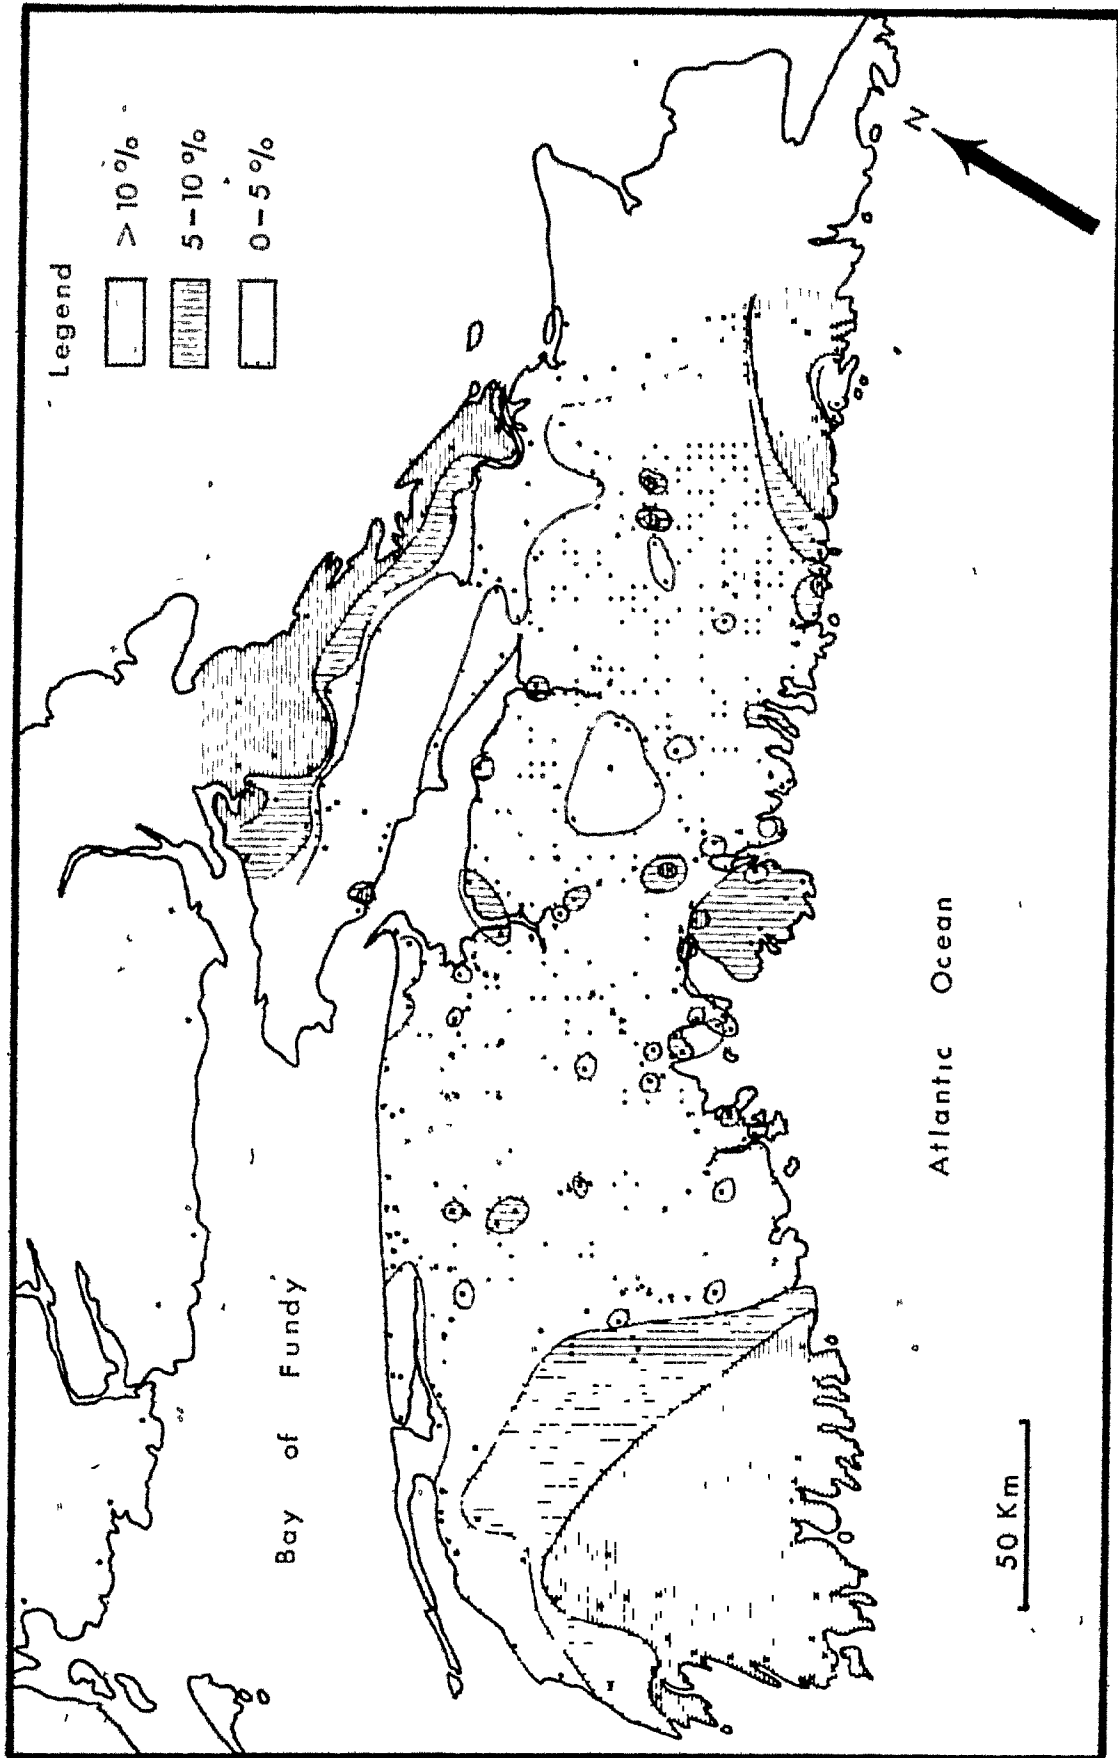 Legend
> 10 %
5 – 10 %
0 – 5 %
N
Bay of Fundy
Atlantic Ocean
50 Km